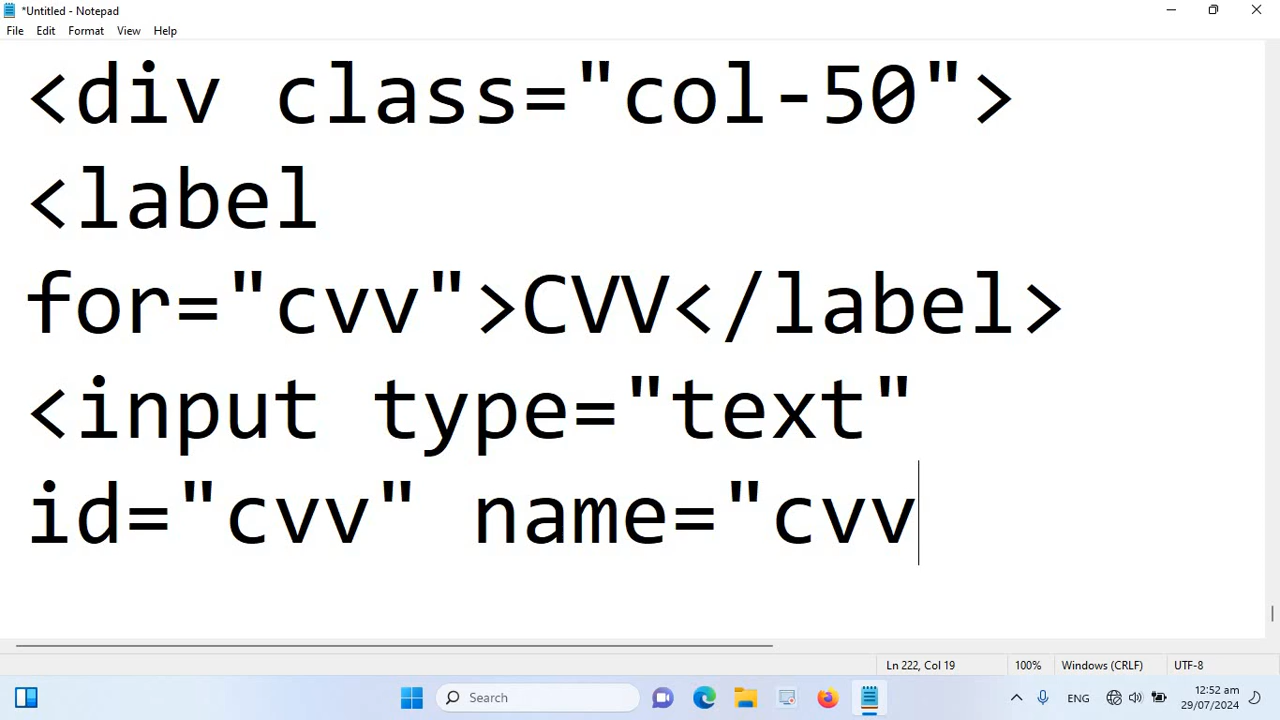 *Untitled - Notepad
File Edit Format View Help
<div class="col-50">
<label
for="cvv">CVV</label>
<input type="text"
id="cvv" name="cvv
Ln 222, Col 19 100% Windows (CRLF) UTF-8
Search ENG 12:52 am
29/07/2024